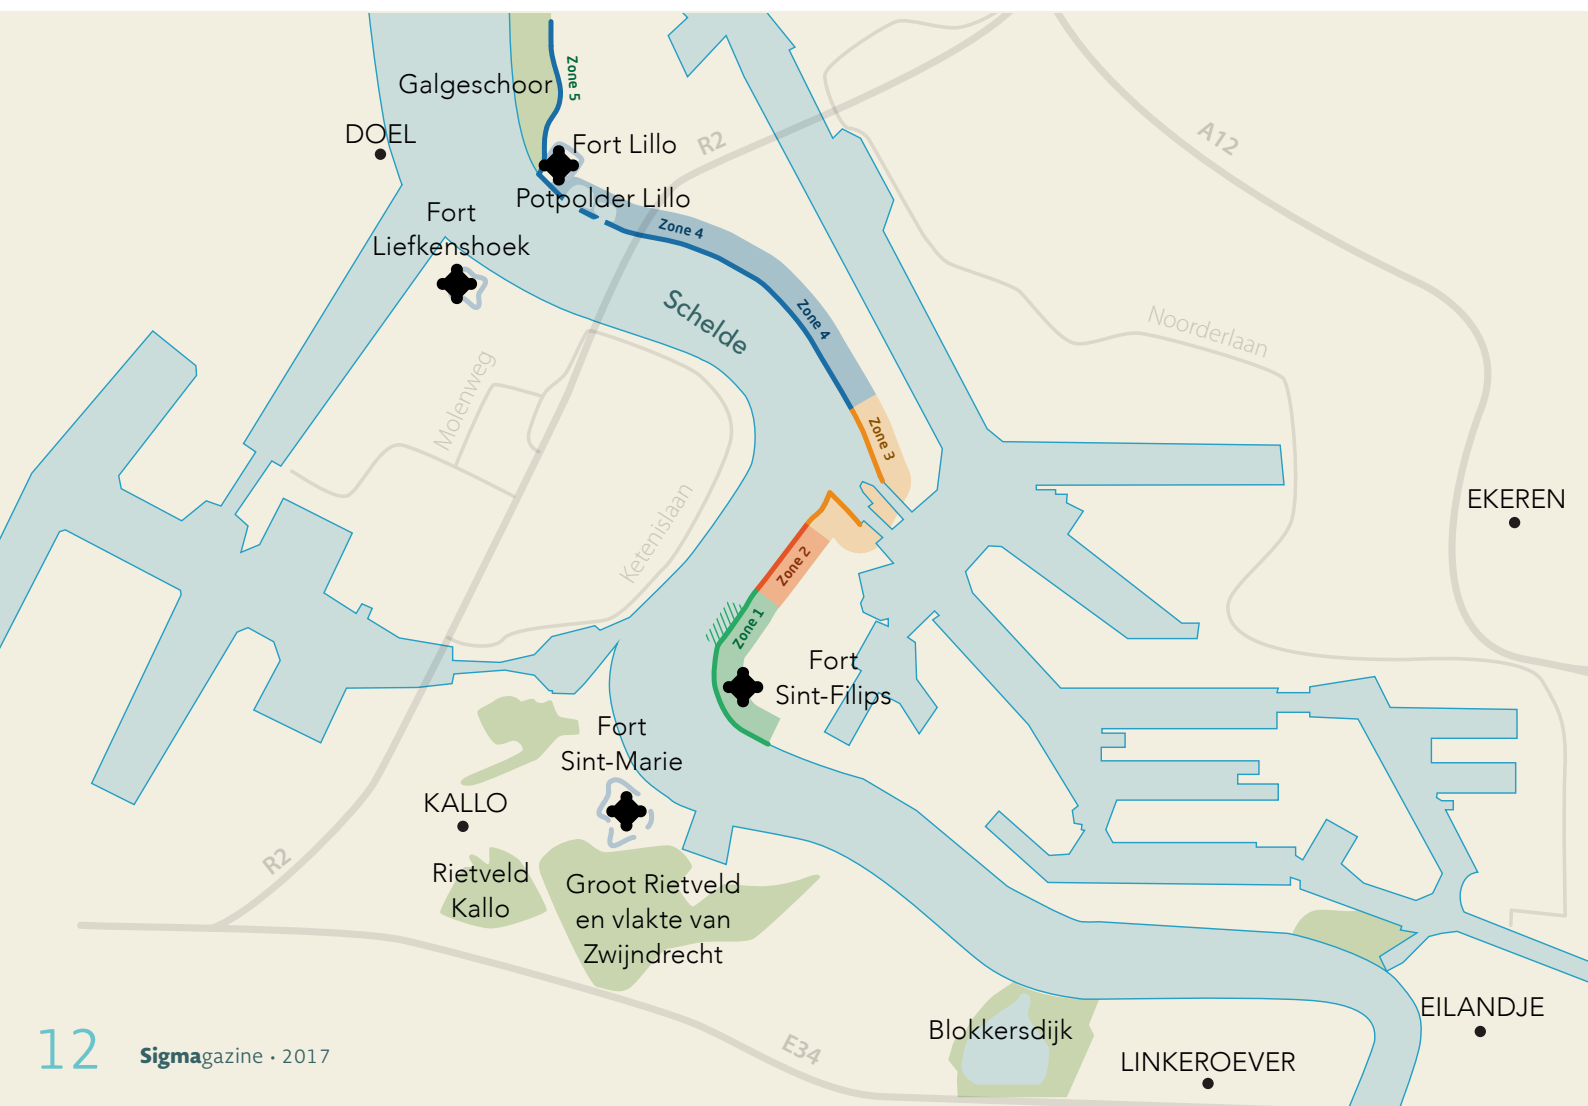 Galgeschoor
Zone 5
DOEL
Fort Lillo
R2
A12
Potpolder Lillo
Fort
Liefkenshoek
Zone 4
Schelde
Zone 4
Noorderlaan
Molenweg
Zone 3
Ketenislaan
EKEREN
Zone 2
Zone 1
Fort
Sint-Filips
Fort
Sint-Marie
KALLO
R2
Rietveld
Kallo
Groot Rietveld
en vlakte van
Zwijndrecht
EILANDJE
Blokkersdijk
E34
LINKEROEVER
12
Sigmagazine • 2017